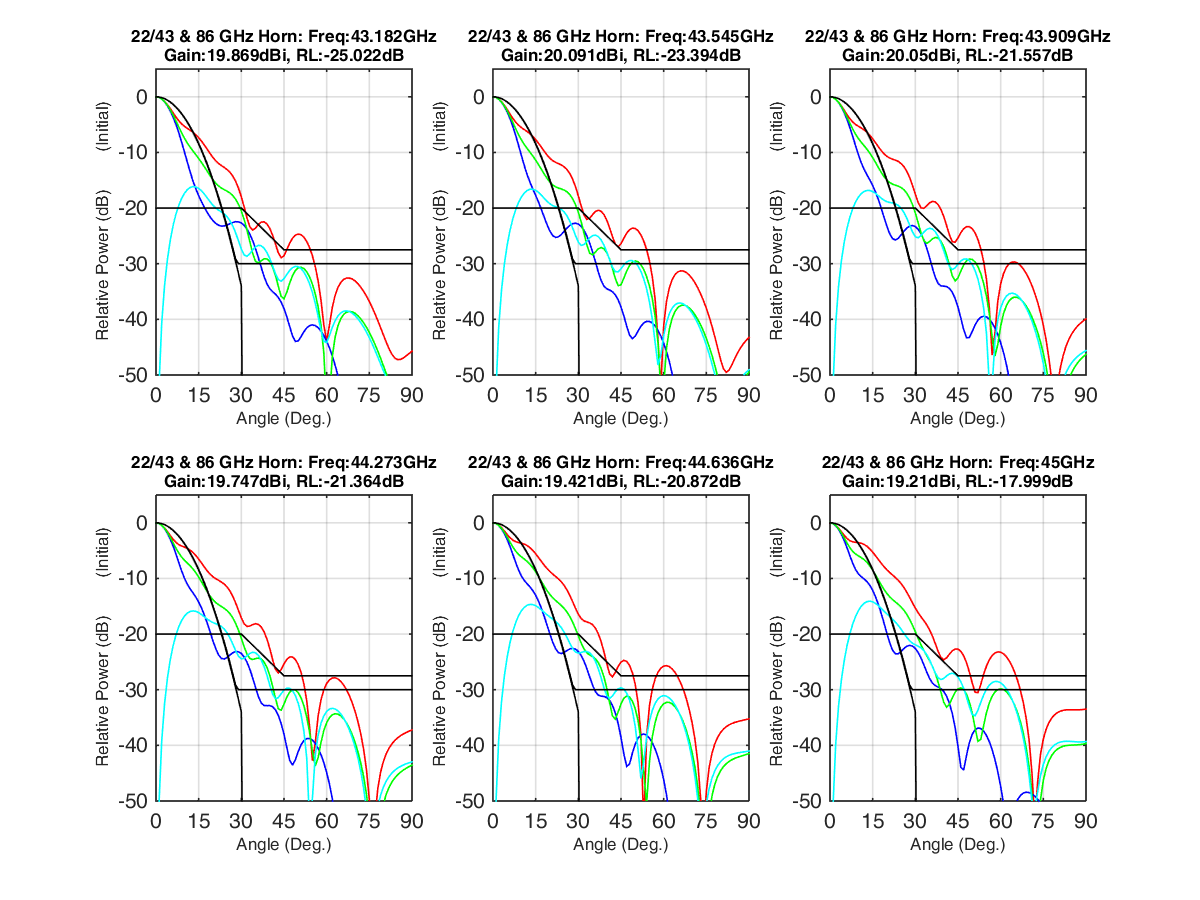 22/43 & 86 GHz Horn: Freq:43.182GHz
Gain:19.869dBi, RL:-25.022dB
0
-10
-20
-30
-40
-50
0 15 30 45 60 75 90
Angle (Deg.)
Relative Power (dB) (Initial)
22/43 & 86 GHz Horn: Freq:43.545GHz
Gain:20.091dBi, RL:-23.394dB
0
-10
-20
-30
-40
-50
0 15 30 45 60 75 90
Angle (Deg.)
Relative Power (dB) (Initial)
22/43 & 86 GHz Horn: Freq:43.909GHz
Gain:20.05dBi, RL:-21.557dB
0
-10
-20
-30
-40
-50
0 15 30 45 60 75 90
Angle (Deg.)
Relative Power (dB) (Initial)
22/43 & 86 GHz Horn: Freq:44.273GHz
Gain:19.747dBi, RL:-21.364dB
0
-10
-20
-30
-40
-50
0 15 30 45 60 75 90
Angle (Deg.)
Relative Power (dB) (Initial)
22/43 & 86 GHz Horn: Freq:44.636GHz
Gain:19.421dBi, RL:-20.872dB
0
-10
-20
-30
-40
-50
0 15 30 45 60 75 90
Angle (Deg.)
Relative Power (dB) (Initial)
22/43 & 86 GHz Horn: Freq:45GHz
Gain:19.21dBi, RL:-17.999dB
0
-10
-20
-30
-40
-50
0 15 30 45 60 75 90
Angle (Deg.)
Relative Power (dB) (Initial)